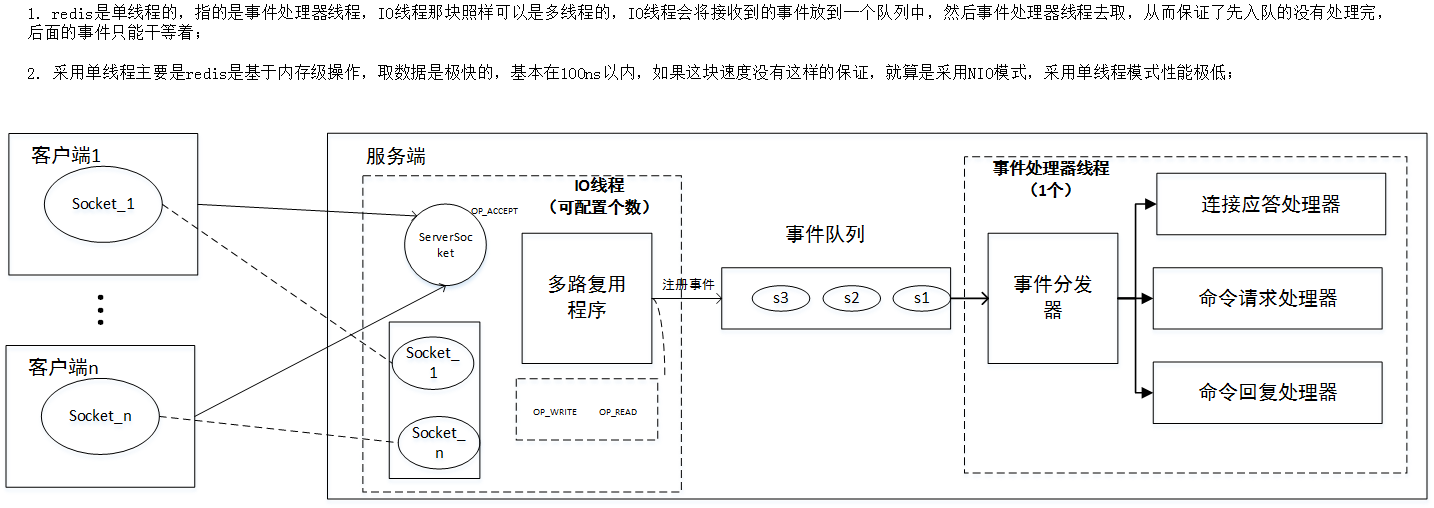 1. redis是单线程的，指的是事件处理器线程，IO线程那块照样可以是多线程的，IO线程会将接收到的事件放到一个队列中，然后事件处理器线程去取，从而保证了先入队的没有处理完，
后面的事件只能干等着；
2. 采用单线程主要是redis是基于内存级操作，取数据是极快的，基本在100ns以内，如果这块速度没有这样的保证，就算是采用NIO模式，采用单线程模式性能极低；
客户端1
Socket_1
客户端n
Socket_n
服务端
IO线程
（可配置个数）
OP_ACCEPT
ServerSoc
ket
多路复用
程序
Socket_
1
Socket_
n
OP_WRITE
OP_READ
注册事件
事件队列
s3
s2
s1
事件处理器线程
（1个）
事件分发
器
连接应答处理器
命令请求处理器
命令回复处理器